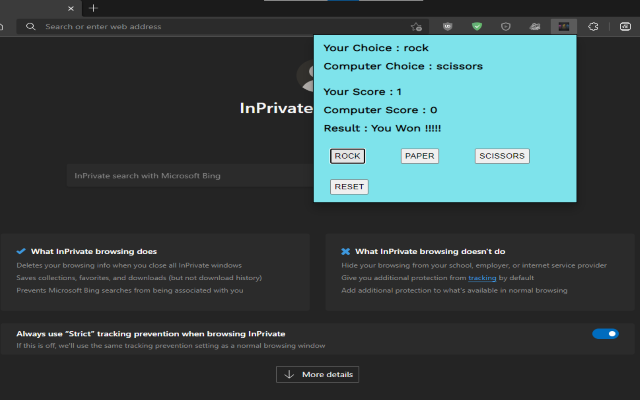 Search or enter web address
Your Choice : rock
Computer Choice : scissors
Your Score : 1
Computer Score : 0
Result : You Won !!!!!
ROCK PAPER SCISSORS
RESET
InPrivate
InPrivate search with Microsoft Bing
What InPrivate browsing does
Deletes your browsing info when you close all InPrivate windows
Saves collections, favorites, and downloads (but not download history)
Prevents Microsoft Bing searches from being associated with you
What InPrivate browsing doesn't do
Hide your browsing from your school, employer, or internet service provider
Give you additional protection from tracking by default
Add additional protection to what's available in normal browsing
Always use “Strict” tracking prevention when browsing InPrivate
If this is off, we'll use the same tracking prevention setting as a normal browsing window
More details